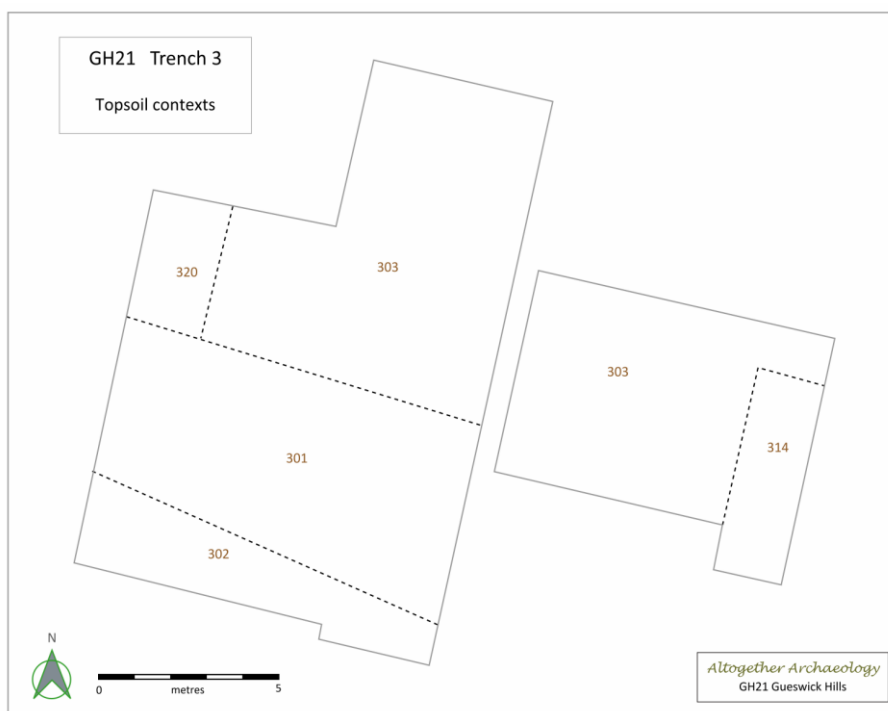 GH21 Trench 3
Topsoil contexts
303
320
303
314
301
302
N
0 metres 5
Altogether Archaeology
GH21 Gueswick Hills